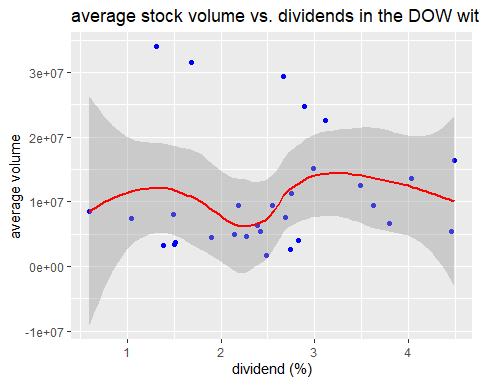 average stock volume vs. dividends in the DOW wit
3e+07
2e+07
1e+07
0e+00
-1e+07
average volume
1
2
3
4
dividend (%)